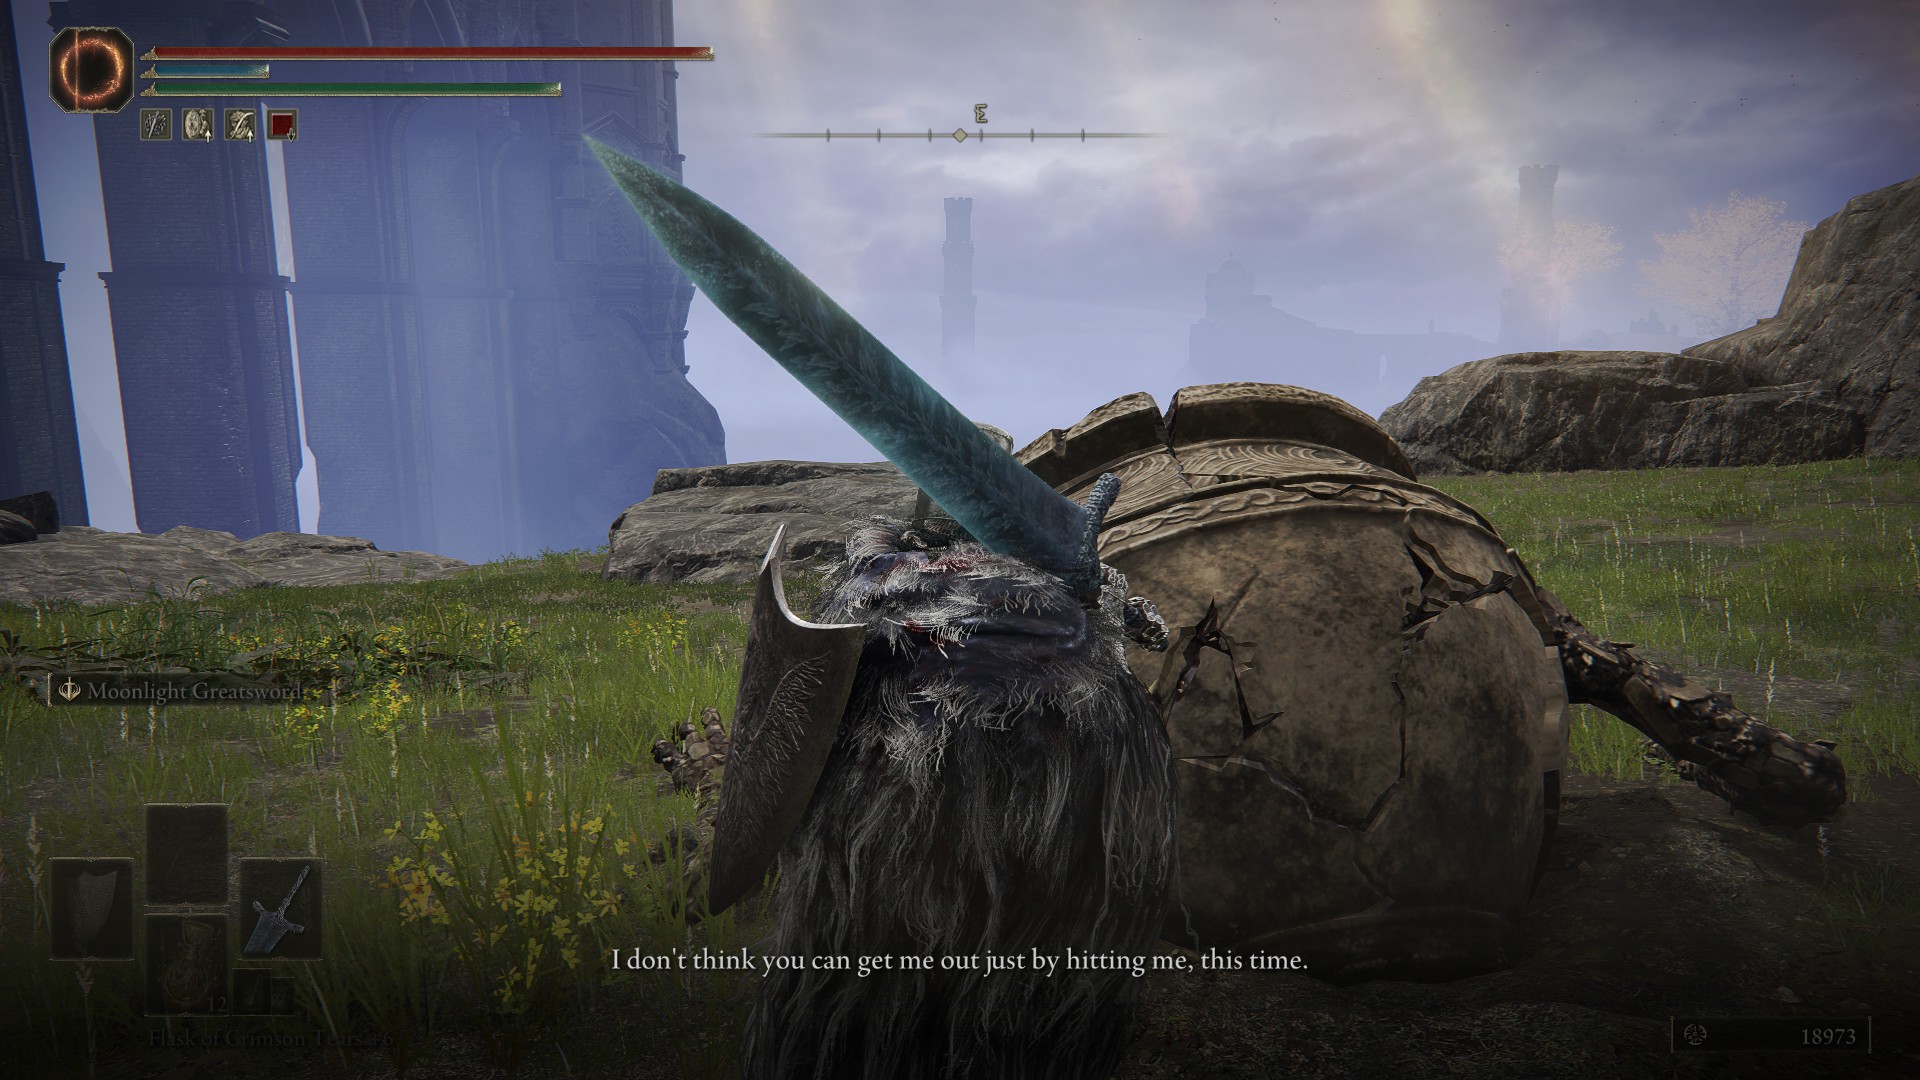 E
Moonlight Greatsword
I don't think you can get me out just by hitting me, this time.
12
Flask of Crimson Tears +6
18973